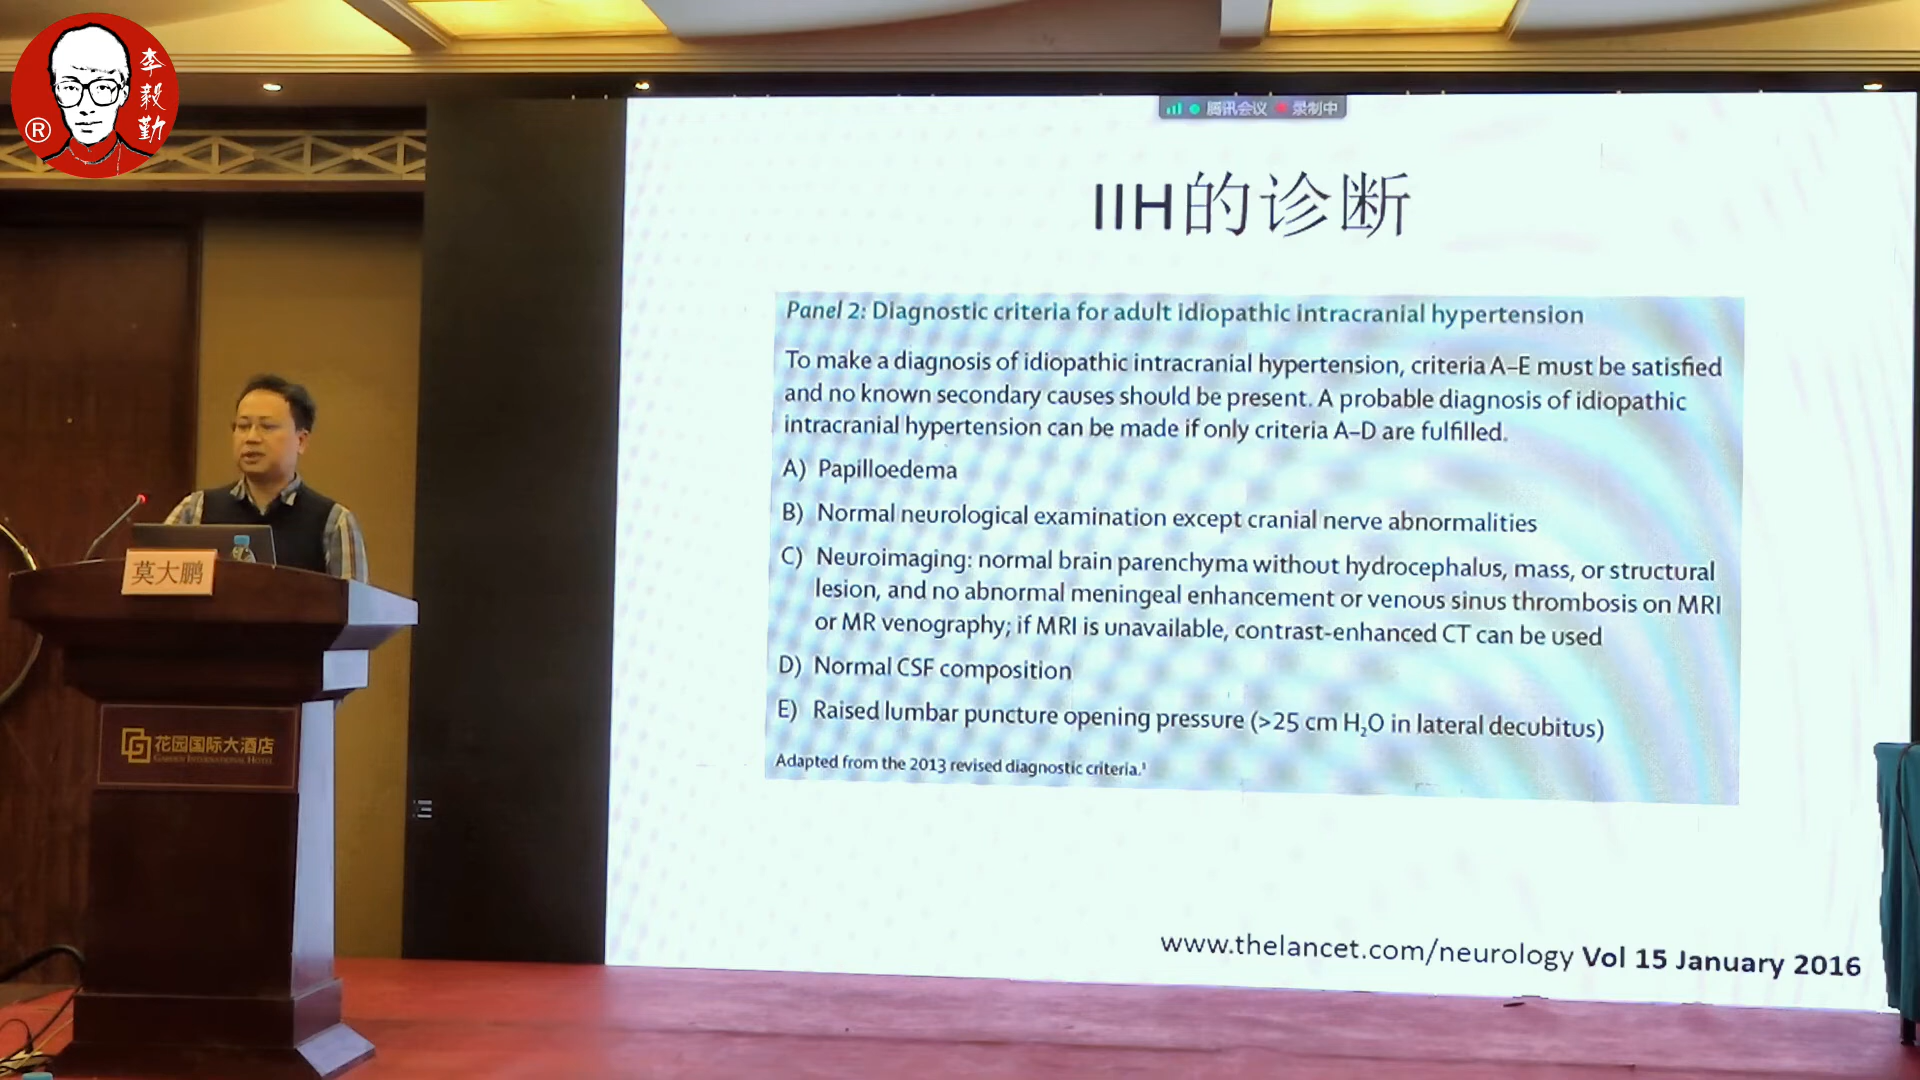 李毅勤
®
腾讯会议 录制中
IIH的诊断
Panel 2: Diagnostic criteria for adult idiopathic intracranial hypertension
To make a diagnosis of idiopathic intracranial hypertension, criteria A–E must be satisfied
and no known secondary causes should be present. A probable diagnosis of idiopathic
intracranial hypertension can be made if only criteria A–D are fulfilled.
A) Papilloedema
B) Normal neurological examination except cranial nerve abnormalities
C) Neuroimaging: normal brain parenchyma without hydrocephalus, mass, or structural
lesion, and no abnormal meningeal enhancement or venous sinus thrombosis on MRI
or MR venography; if MRI is unavailable, contrast-enhanced CT can be used
D) Normal CSF composition
E) Raised lumbar puncture opening pressure (>25 cm H₂O in lateral decubitus)
Adapted from the 2013 revised diagnostic criteria.¹
www.thelancet.com/neurology Vol 15 January 2016
莫大鹏
花园国际大酒店
GARDEN INTERNATIONAL HOTEL